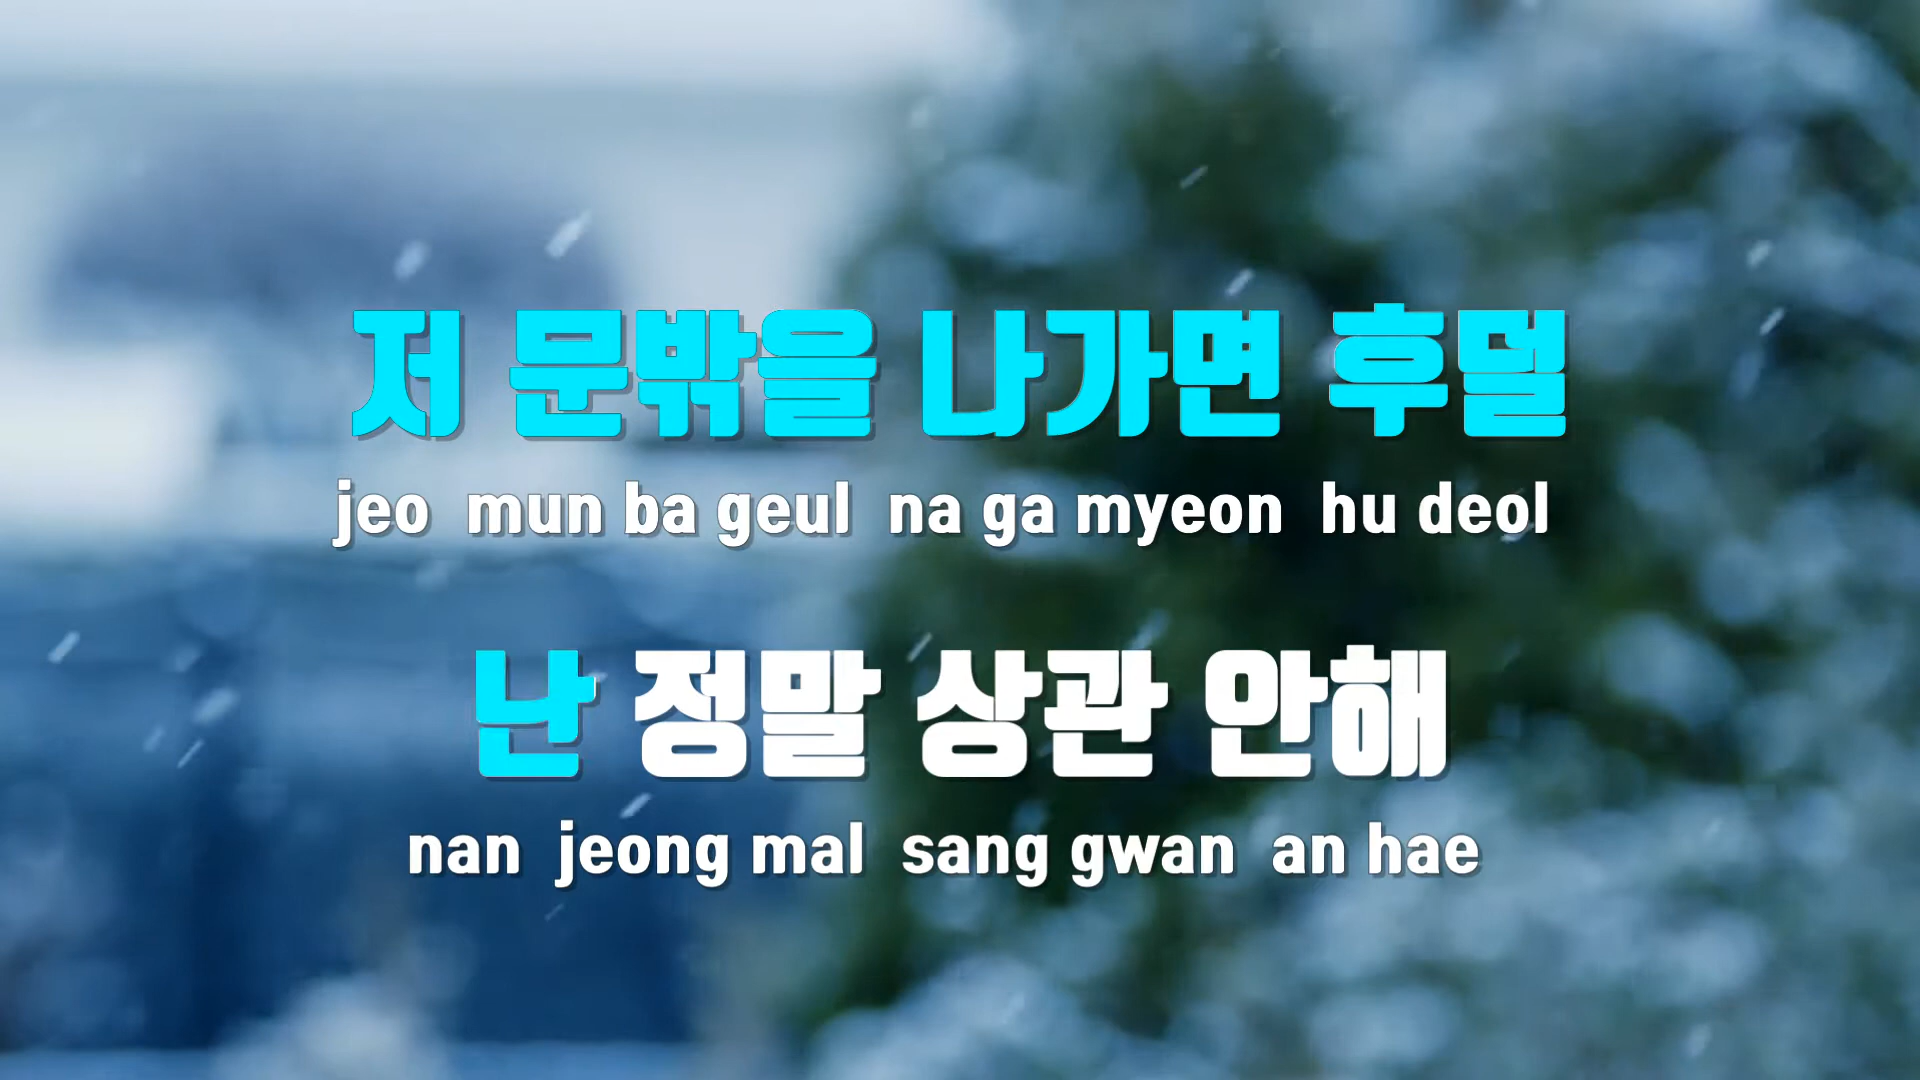 저 문밖을 나가면 후덜
jeo mun ba geul na ga myeon hu deol
난 정말 상관 안해
nan jeong mal sang gwan an hae